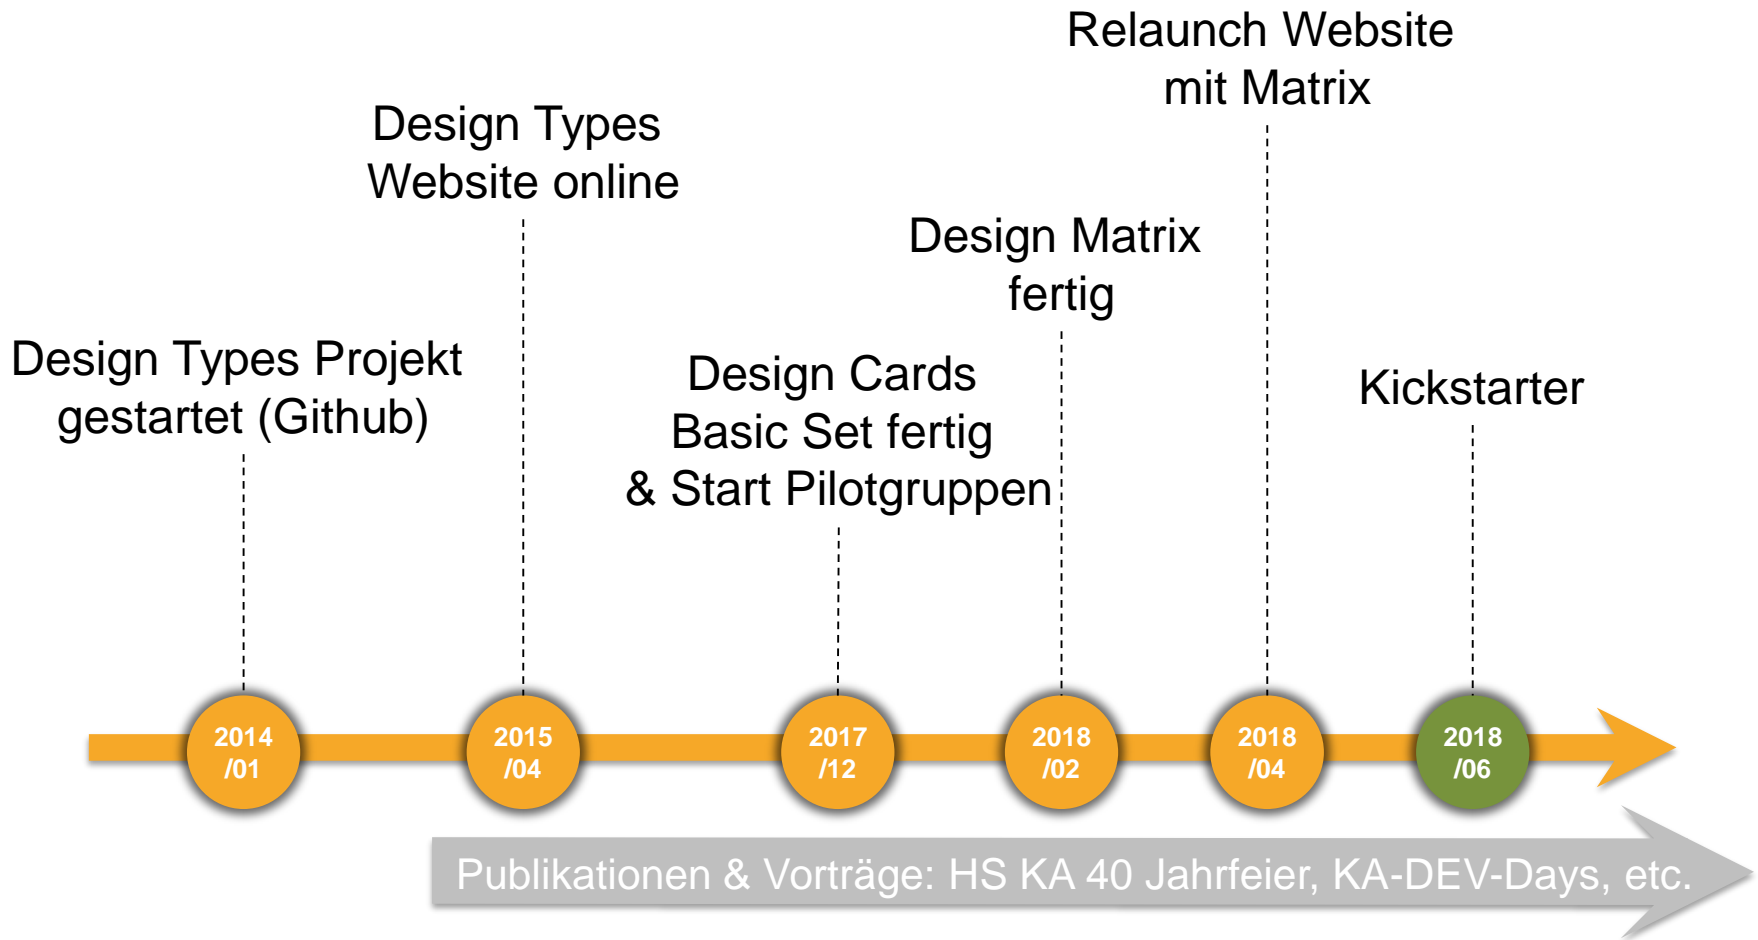 Relaunch Website
mit Matrix
Design Types
Website online
Design Matrix
fertig
Design Types Projekt
gestartet (Github)
Design Cards
Basic Set fertig
& Start Pilotgruppen
Kickstarter
2014
/01
2015
/04
2017
/12
2018
/02
2018
/04
2018
/06
Publikationen & Vorträge: HS KA 40 Jahrfeier, KA-DEV-Days, etc.